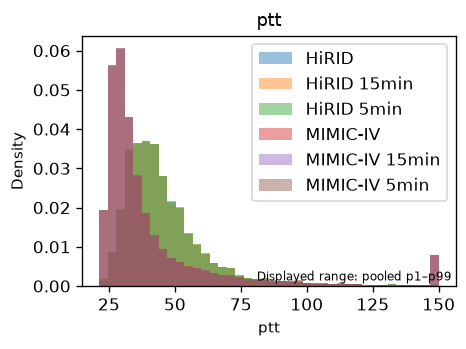 ptt
HiRID
HiRID 15min
HiRID 5min
MIMIC-IV
MIMIC-IV 15min
MIMIC-IV 5min
Density
0.06
0.05
0.04
0.03
0.02
0.01
0.00
Displayed range: pooled p1–p99
25 50 75 100 125 150
ptt